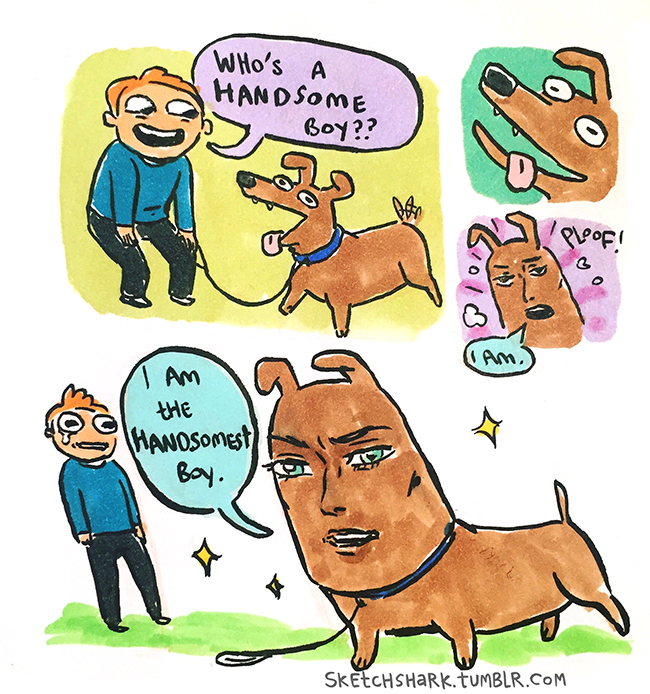 WHO'S A
HANDSOME
BOY??
PLOOF!
I AM.
I AM
tHE
HANDSOMESt
Boy.
SKETCHSHARK.TUMBLR.COM